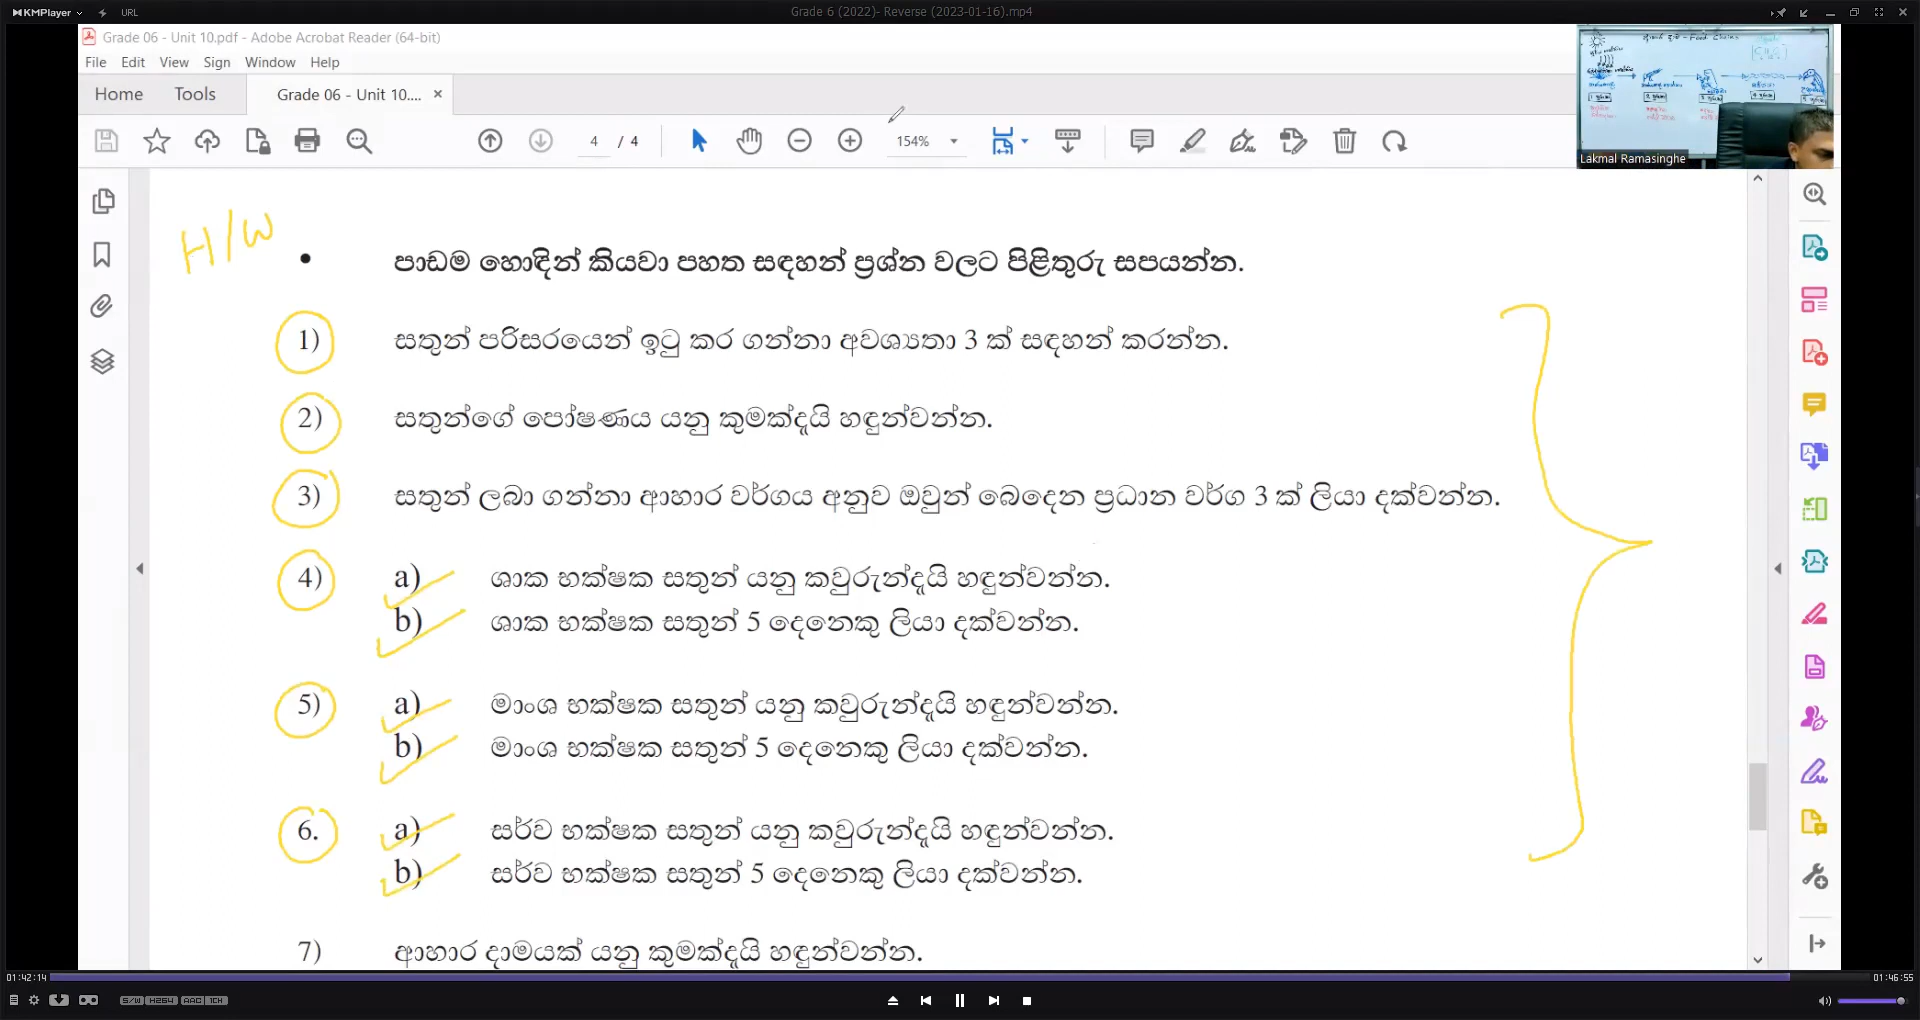 KMPlayer URL Grade 6 (2022)- Reverse (2023-01-16).mp4
Grade 06 - Unit 10.pdf - Adobe Acrobat Reader (64-bit)
File Edit View Sign Window Help
Home Tools Grade 06 - Unit 10....
4 / 4 154%
Food Chains
Lakmal Ramasinghe
H/W
• පාඩම හොඳින් කියවා පහත සඳහන් ප්‍රශ්න වලට පිළිතුරු සපයන්න.
1) සතුන් පරිසරයෙන් ඉටු කර ගන්නා අවශ්‍යතා 3 ක් සඳහන් කරන්න.
2) සතුන්ගේ පෝෂණය යනු කුමක්දැයි හඳුන්වන්න.
3) සතුන් ලබා ගන්නා ආහාර වර්ගය අනුව ඔවුන් බෙදෙන ප්‍රධාන වර්ග 3 ක් ලියා දක්වන්න.
4) a) ශාක භක්ෂක සතුන් යනු කවුරුන්දැයි හඳුන්වන්න.
b) ශාක භක්ෂක සතුන් 5 දෙනෙකු ලියා දක්වන්න.
5) a) මාංශ භක්ෂක සතුන් යනු කවුරුන්දැයි හඳුන්වන්න.
b) මාංශ භක්ෂක සතුන් 5 දෙනෙකු ලියා දක්වන්න.
6. a) සර්ව භක්ෂක සතුන් යනු කවුරුන්දැයි හඳුන්වන්න.
b) සර්ව භක්ෂක සතුන් 5 දෙනෙකු ලියා දක්වන්න.
7) ආහාර දාමයක් යනු කුමක්දැයි හඳුන්වන්න.
01:42:14 01:46:55
S/W H264 AAC 1CH